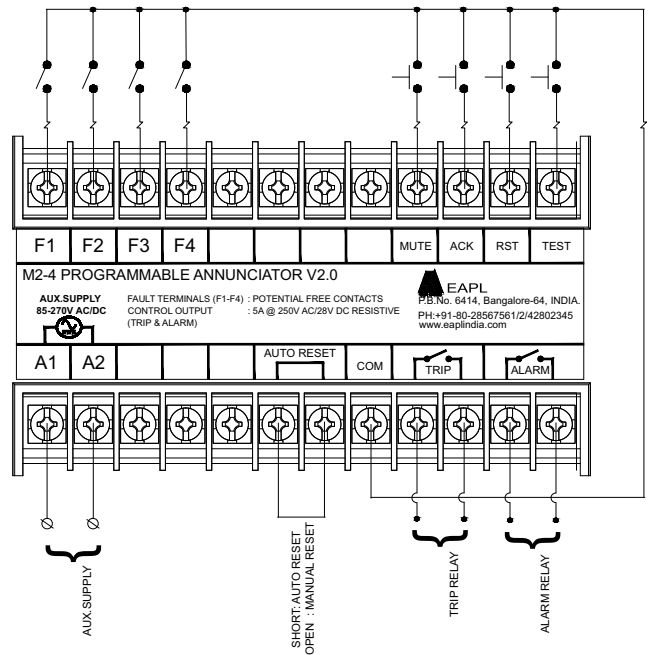 F1 F2 F3 F4 MUTE ACK RST TEST
M2-4 PROGRAMMABLE ANNUNCIATOR V2.0
AUX.SUPPLY
85-270V AC/DC
FAULT TERMINALS (F1-F4) : POTENTIAL FREE CONTACTS
CONTROL OUTPUT : 5A @ 250V AC/28V DC RESISTIVE
(TRIP & ALARM)
EAPL
P.B.No. 6414, Bangalore-64, INDIA.
PH:+91-80-28567561/2/42802345
www.eaplindia.com
A1 A2 AUTO RESET COM TRIP ALARM
AUX.SUPPLY
SHORT: AUTO RESET
OPEN : MANUAL RESET
TRIP RELAY
ALARM RELAY